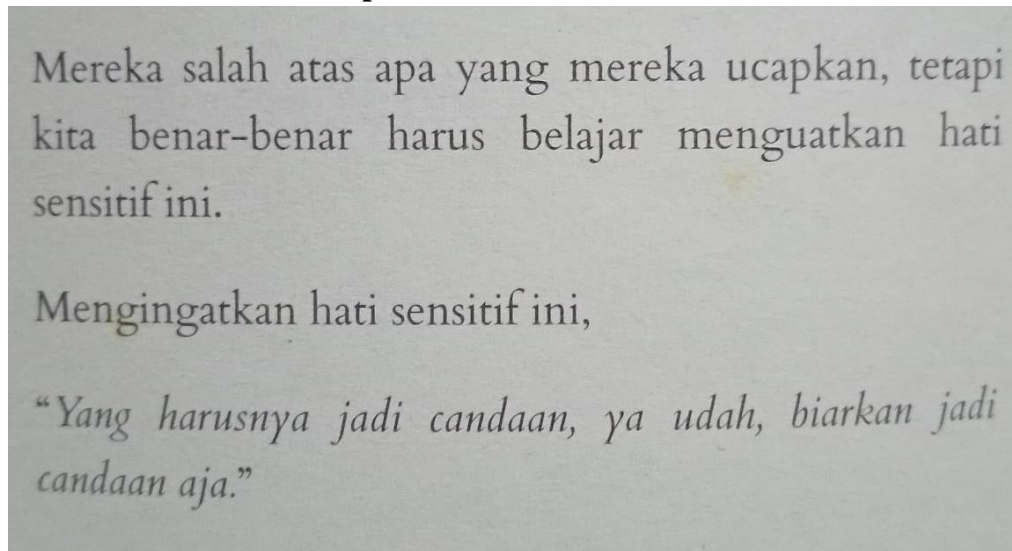 Mereka salah atas apa yang mereka ucapkan, tetapi
kita benar-benar harus belajar menguatkan hati
sensitif ini.
Mengingatkan hati sensitif ini,
“Yang harusnya jadi candaan, ya udah, biarkan jadi
candaan aja.”